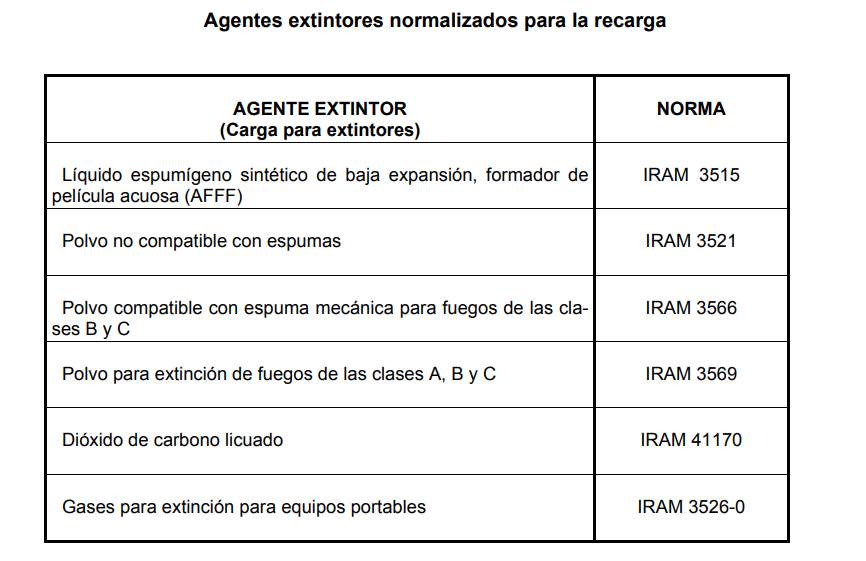 Agentes extintores normalizados para la recarga
AGENTE EXTINTOR
(Carga para extintores)
NORMA
Líquido espumígeno sintético de baja expansión, formador de
película acuosa (AFFF)
IRAM 3515
Polvo no compatible con espumas
IRAM 3521
Polvo compatible con espuma mecánica para fuegos de las cla-
ses B y C
IRAM 3566
Polvo para extinción de fuegos de las clases A, B y C
IRAM 3569
Dióxido de carbono licuado
IRAM 41170
Gases para extinción para equipos portables
IRAM 3526-0